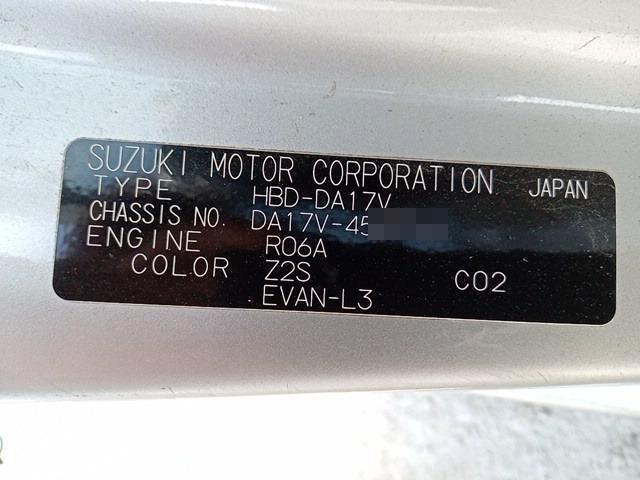 SUZUKI MOTOR CORPORATION JAPAN
TYPE HBD-DA17V
CHASSIS NO. DA17V-45
ENGINE R06A
COLOR Z2S C02
EVAN-L3